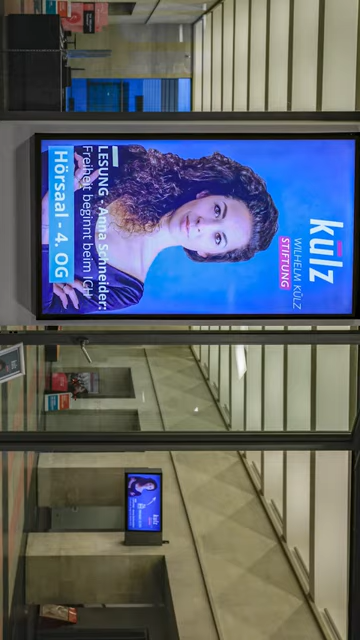 külz
WILHELM KÜLZ
STIFTUNG
LESUNG - Anna Schneider:
Freiheit beginnt beim ICH
Hörsaal - 4. OG